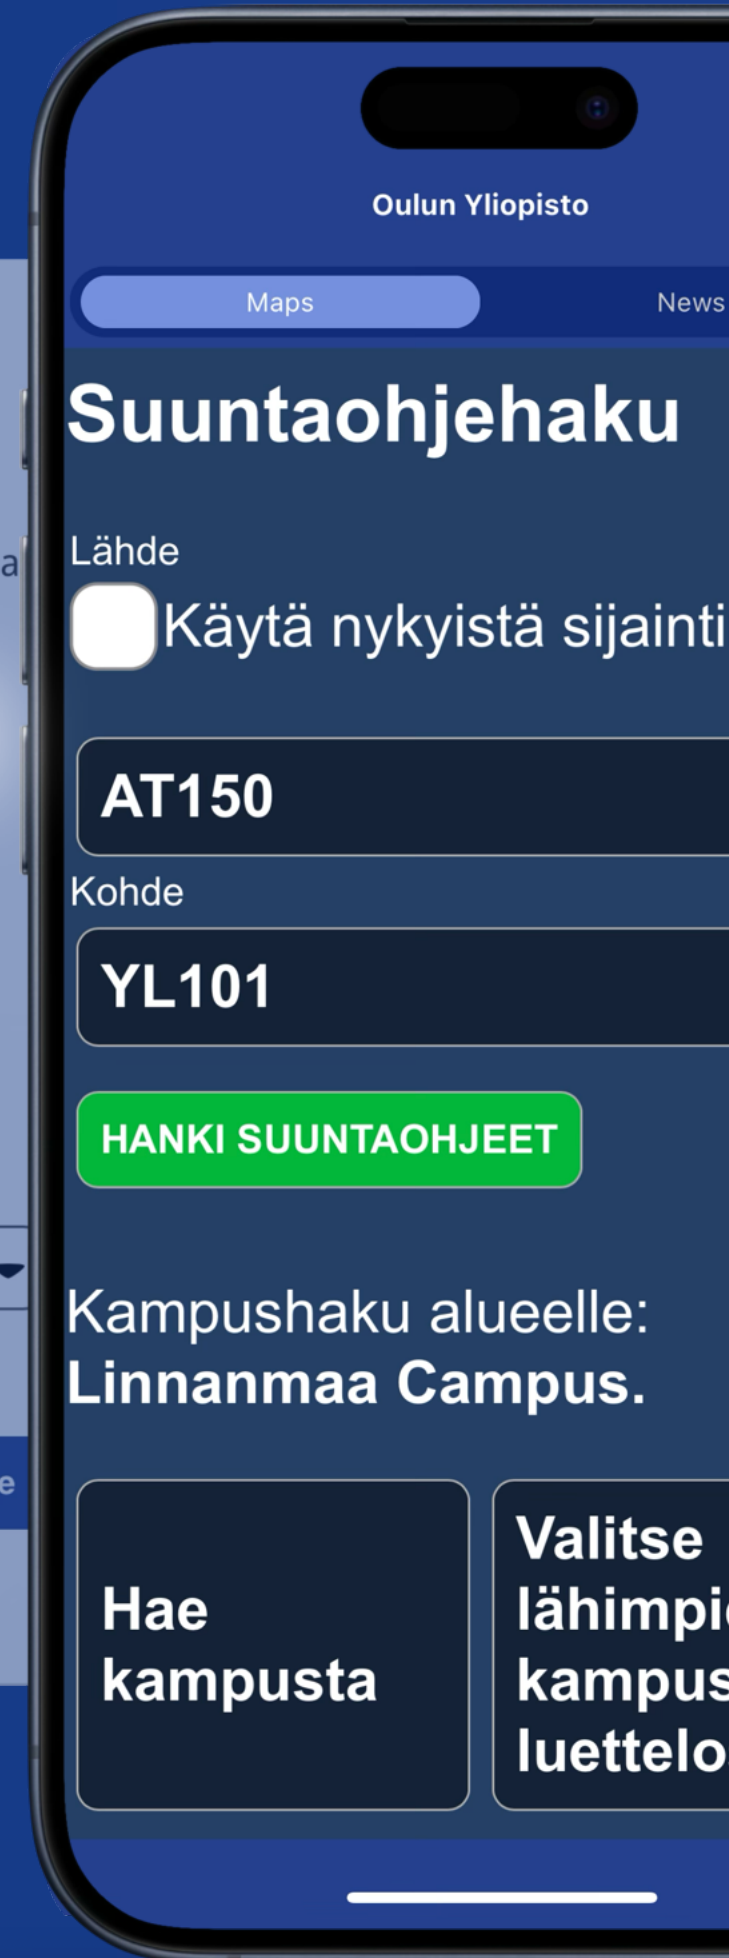 Oulun Yliopisto
Maps News
Suuntaohjehaku
Lähde
Käytä nykyistä sijainti
AT150
Kohde
YL101
HANKI SUUNTAOHJEET
Kampushaku alueelle:
Linnanmaa Campus.
Hae
kampusta
Valitse
kampus